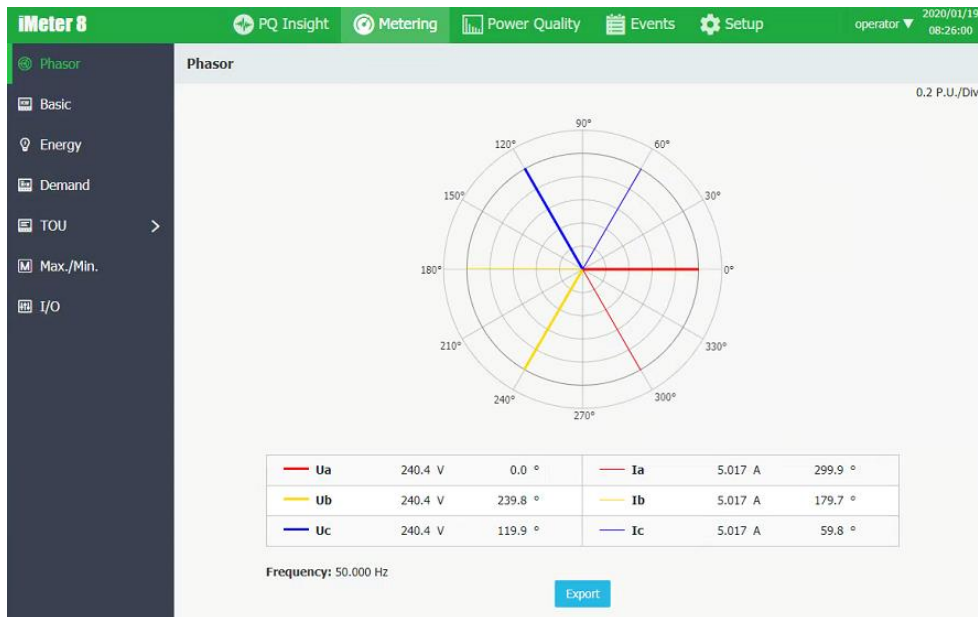 iMeter 8 PQ Insight Metering Power Quality Events Setup operator ▼ 2020/01/19
08:26:00
Phasor
Basic
Energy
Demand
TOU >
Max./Min.
I/O
Phasor
0.2 P.U./Div
90°
120° 60°
150° 30°
180° 0°
210° 330°
240° 300°
270°
Ua 240.4 V 0.0 ° Ia 5.017 A 299.9 °
Ub 240.4 V 239.8 ° Ib 5.017 A 179.7 °
Uc 240.4 V 119.9 ° Ic 5.017 A 59.8 °
Frequency: 50.000 Hz
Export